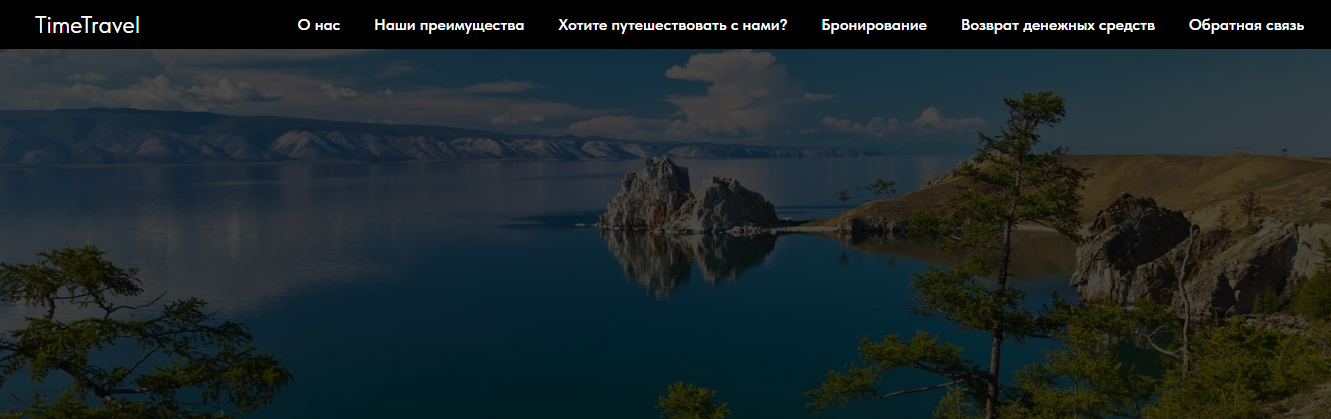 TimeTravel О нас Наши преимущества Хотите путешествовать с нами? Бронирование Возврат денежных средств Обратная связь